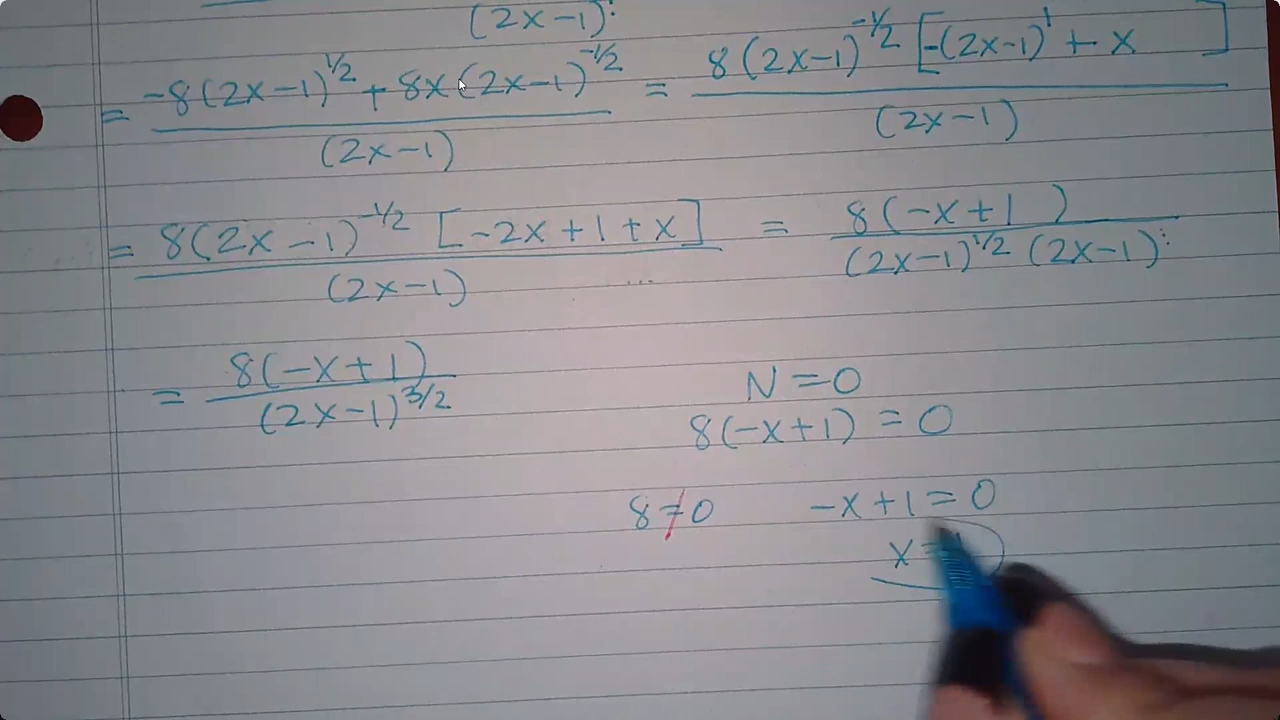 (2x-1)
= -8(2x-1)^1/2 + 8x(2x-1)^-1/2 / (2x-1) = 8(2x-1)^-1/2 [-(2x-1)^1 + x] / (2x-1)
= 8(2x-1)^-1/2 [-2x+1+x] / (2x-1) = 8(-x+1) / (2x-1)^1/2 (2x-1)
= 8(-x+1) / (2x-1)^3/2
N=0
8(-x+1) = 0
8≠0 -x+1=0
x=